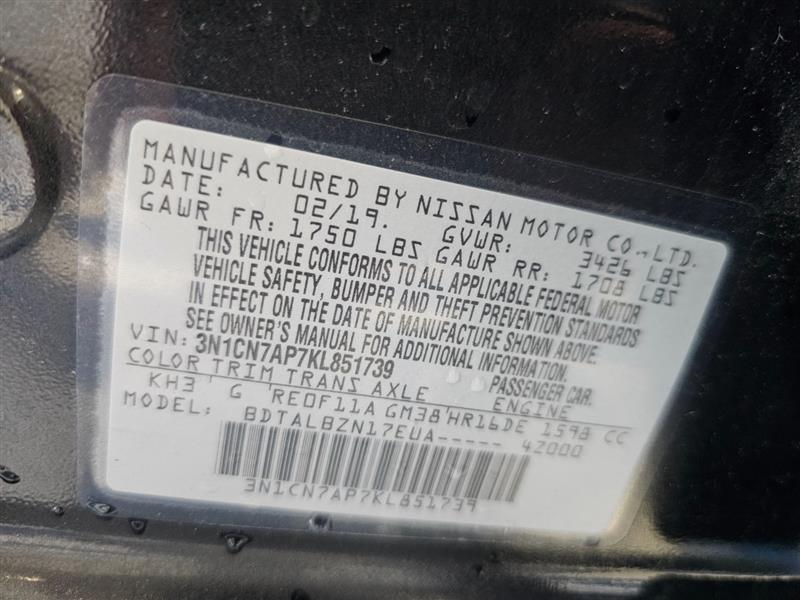 MANUFACTURED BY NISSAN MOTOR CO., LTD.
DATE: 02/19. GVWR: 3426 LBS
GAWR FR: 1750 LBS GAWR RR: 1708 LBS
THIS VEHICLE CONFORMS TO ALL APPLICABLE FEDERAL MOTOR
VEHICLE SAFETY, BUMPER AND THEFT PREVENTION STANDARDS
IN EFFECT ON THE DATE OF MANUFACTURE SHOWN ABOVE.
SEE OWNER'S MANUAL FOR ADDITIONAL INFORMATION.
VIN: 3N1CN7AP7KL851739 PASSENGER CAR.
COLOR TRIM TRANS AXLE ENGINE
KH3 G RE0F11A GM38 HR16DE 1598 CC
MODEL: BDTALBZN17EUA----- 42000
3N1CN7AP7KL851739